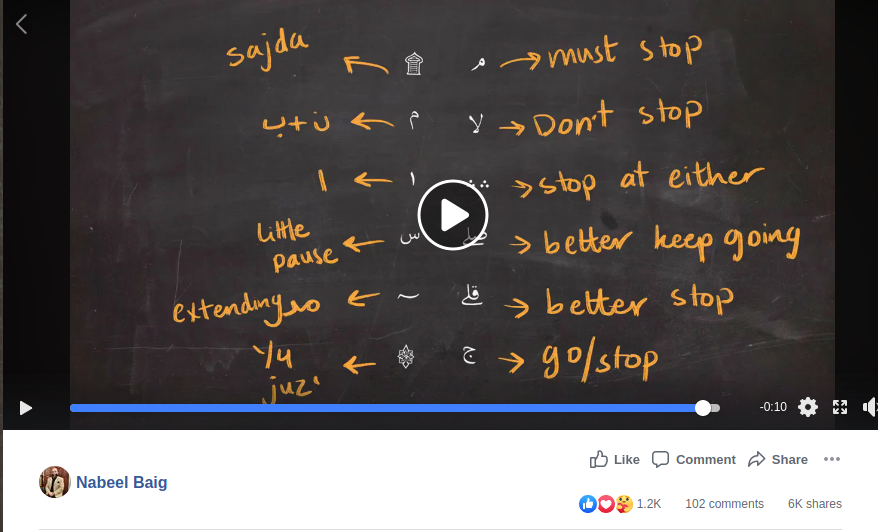 sajda ← ۩ مـ → must stop
ن+ب ← م لا → Don't stop
ا ← ا ∴ → stop at either
little pause ← س صلے → better keep going
extending مد ← ~ قلے → better stop
1/4 juz' ← ۞ ج → go/stop
-0:10
Nabeel Baig
Like Comment Share
1.2K 102 comments 6K shares